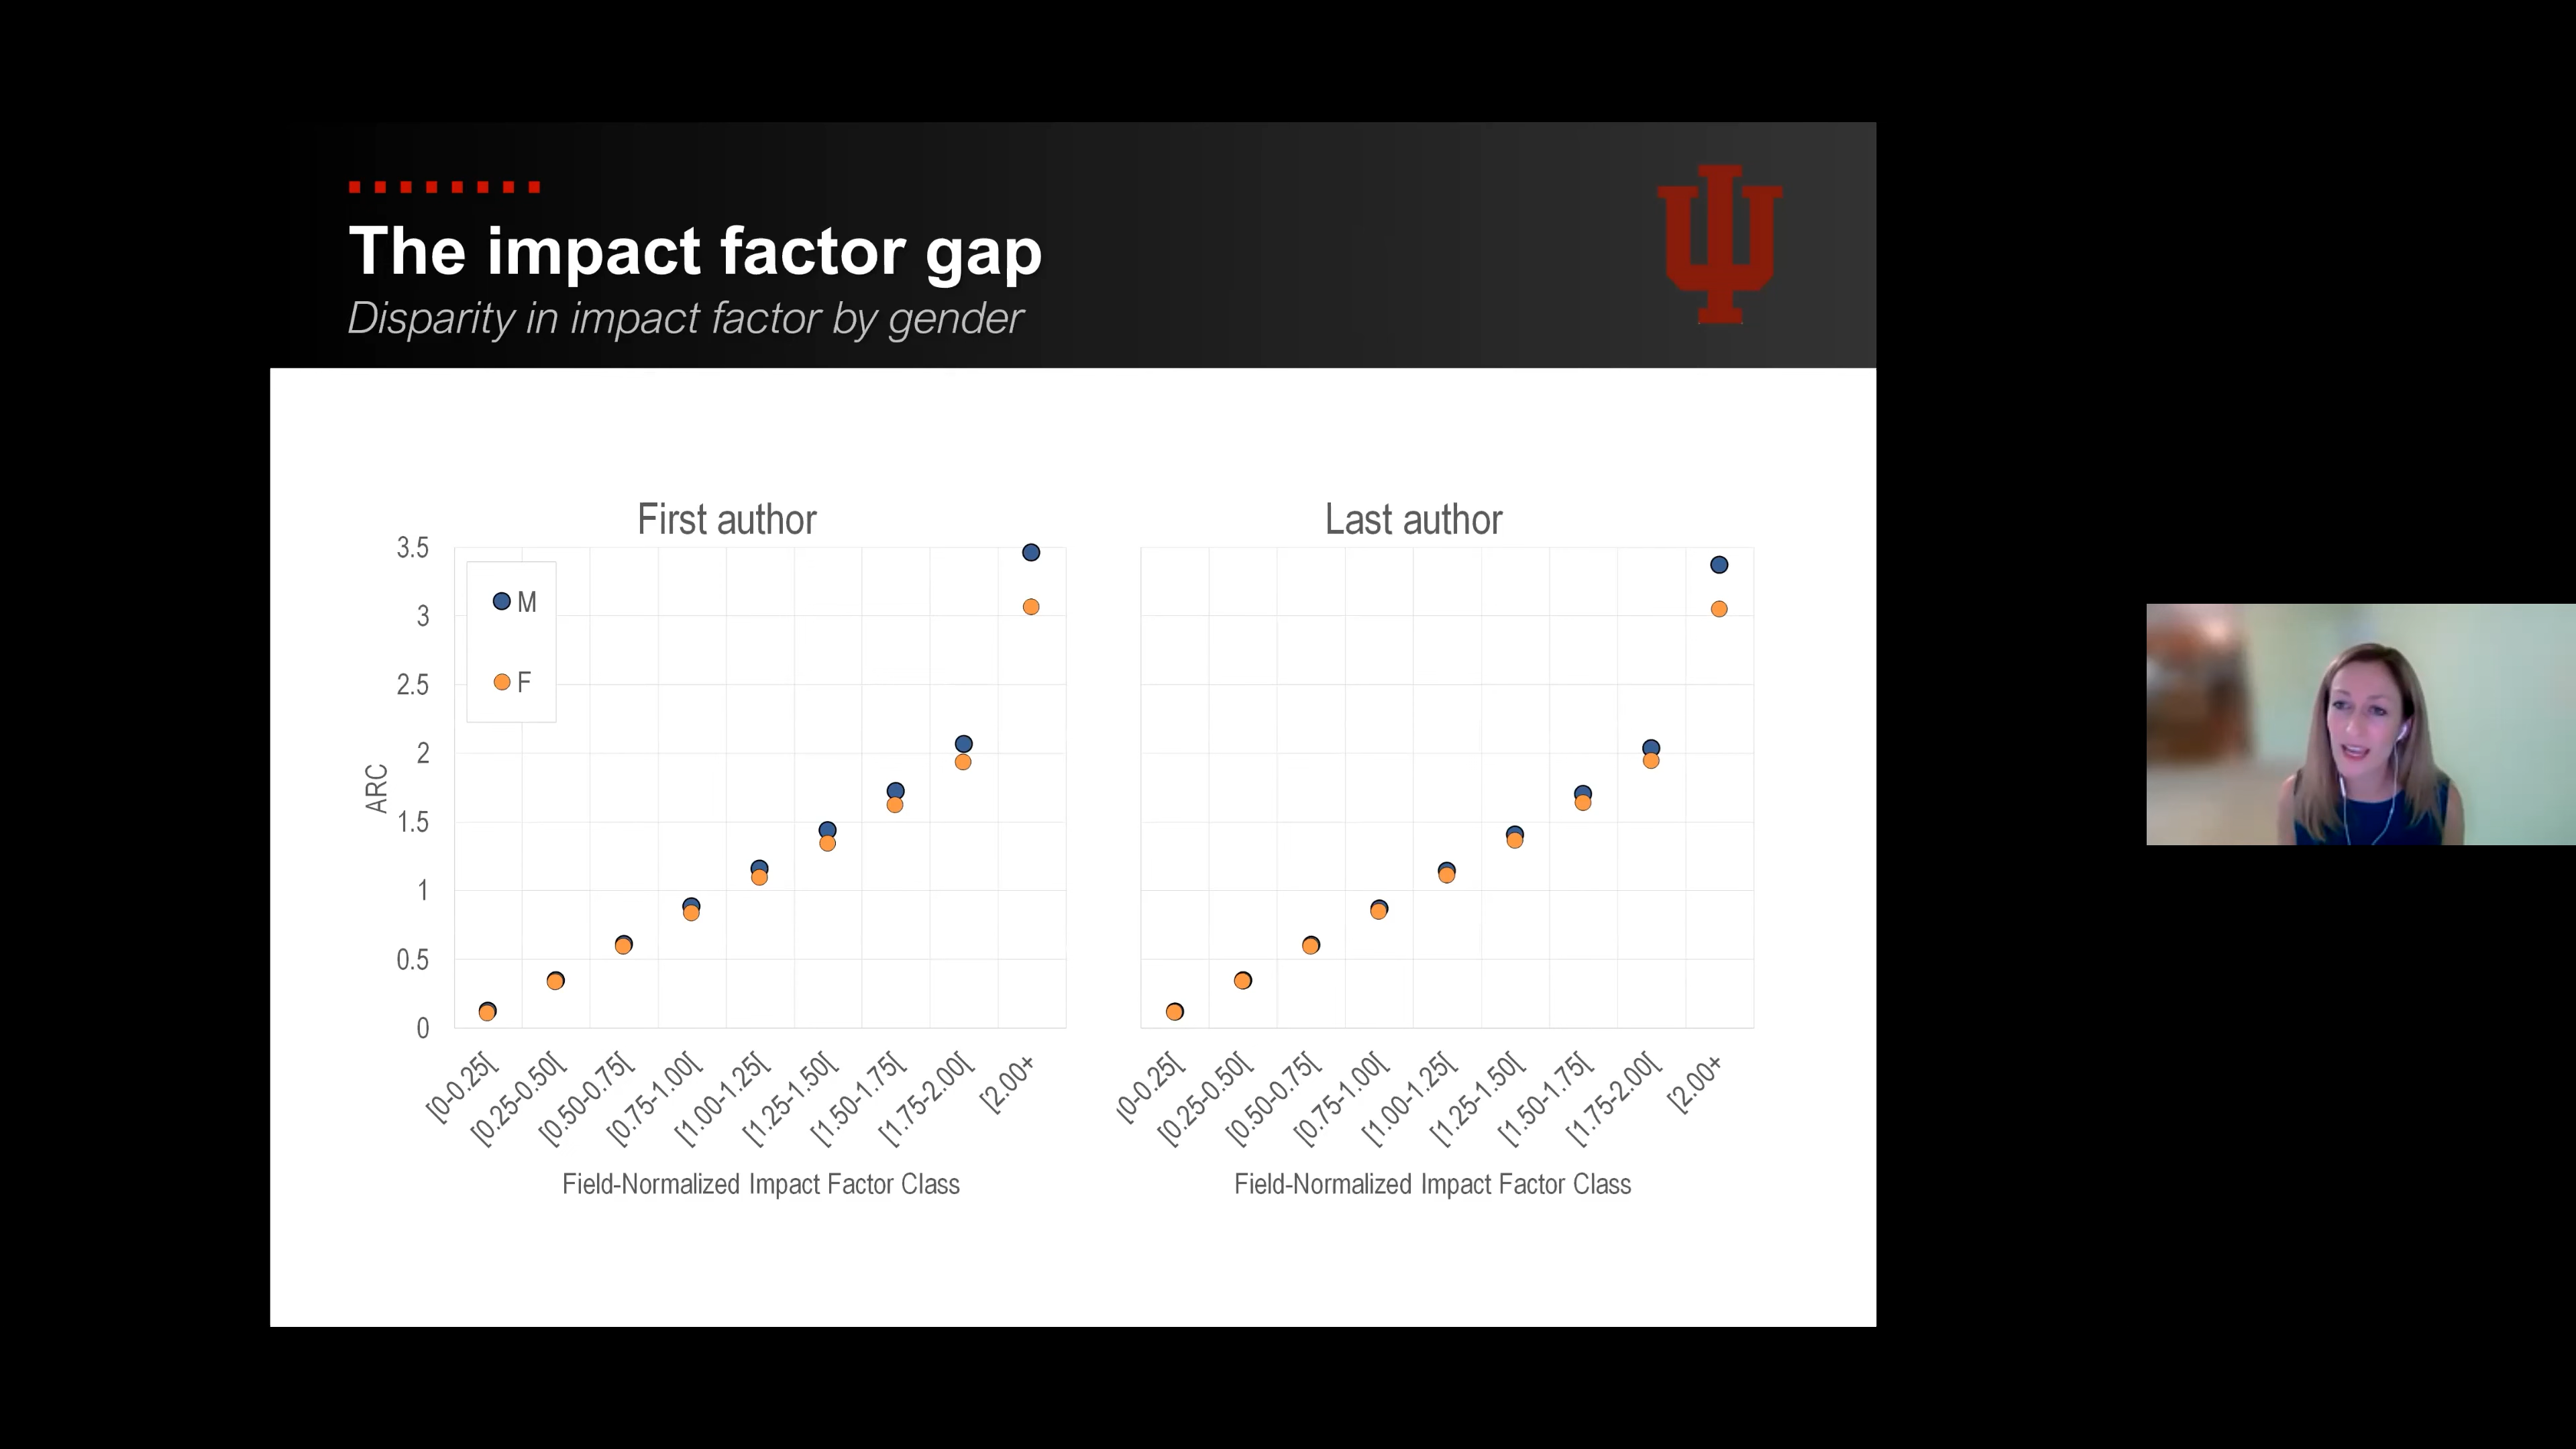 The impact factor gap
Disparity in impact factor by gender
First author
3.5
3
2.5
2
1.5
1
0.5
0
ARC
M
F
[0-0.25[
[0.25-0.50[
[0.50-0.75[
[0.75-1.00[
[1.00-1.25[
[1.25-1.50[
[1.50-1.75[
[1.75-2.00[
[2.00+
Field-Normalized Impact Factor Class
Last author
[0-0.25[
[0.25-0.50[
[0.50-0.75[
[0.75-1.00[
[1.00-1.25[
[1.25-1.50[
[1.50-1.75[
[1.75-2.00[
[2.00+
Field-Normalized Impact Factor Class